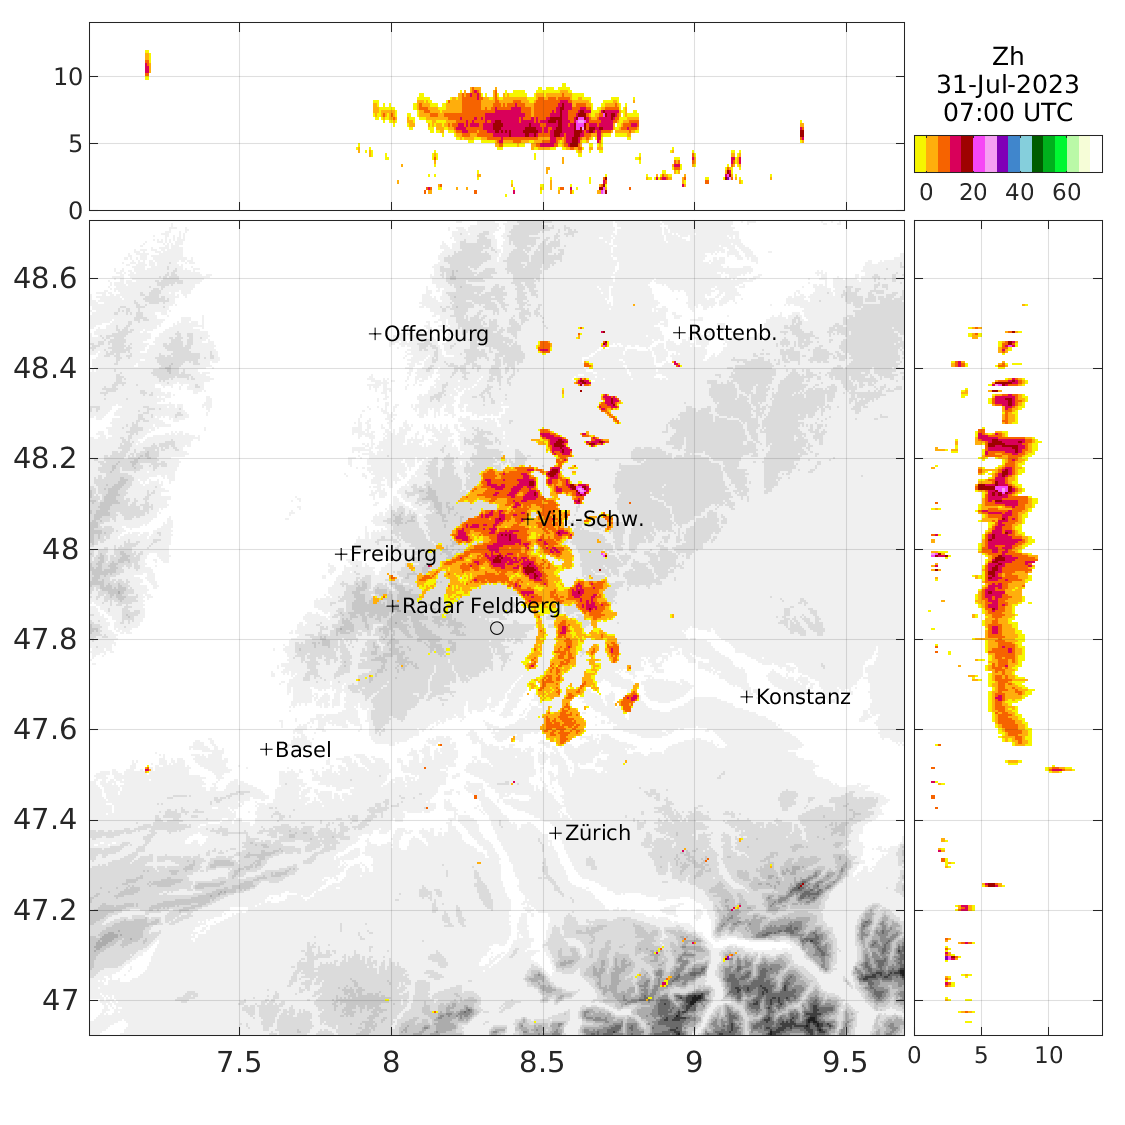 Zh
31-Jul-2023
07:00 UTC
0 20 40 60
10
5
0
48.6
48.4
48.2
48
47.8
47.6
47.4
47.2
47
Offenburg
Rottenb.
Vill.-Schw.
Freiburg
Radar Feldberg
Konstanz
Basel
Zürich
7.5 8 8.5 9 9.5
0 5 10